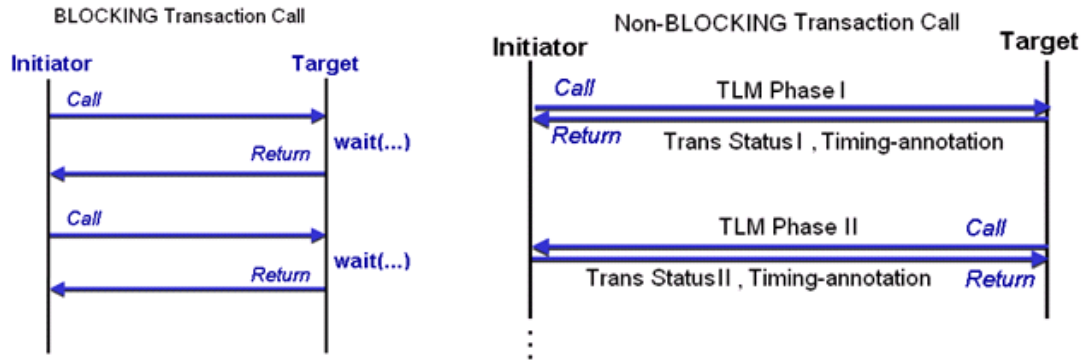 BLOCKING Transaction Call
Initiator
Target
Call
wait(...)
Return
Call
wait(...)
Return
Non-BLOCKING Transaction Call
Initiator
Target
Call
TLM Phase I
Return
Trans Status I , Timing-annotation
TLM Phase II
Call
Trans Status II , Timing-annotation
Return